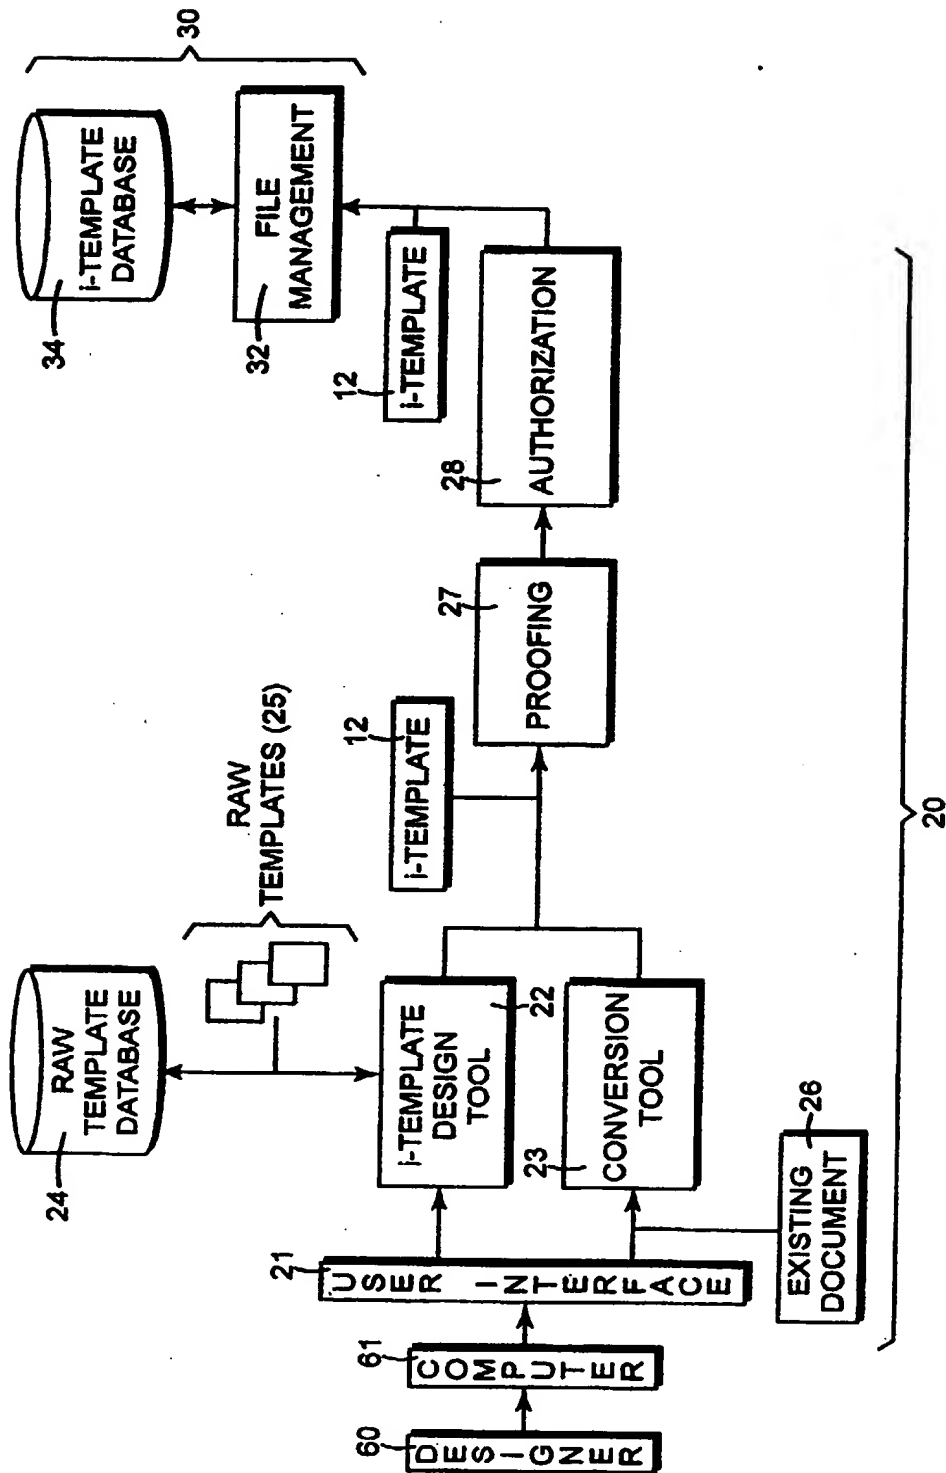 24
RAW
TEMPLATE
DATABASE
RAW
TEMPLATES (25)
34
i-TEMPLATE
DATABASE
30
32
FILE
MANAGEMENT
60
DESIGNER
61
COMPUTER
21
USER INTERFACE
i-TEMPLATE
DESIGN
TOOL
22
23
CONVERSION
TOOL
EXISTING
DOCUMENT
26
12
i-TEMPLATE
27
PROOFING
28
AUTHORIZATION
12
i-TEMPLATE
20